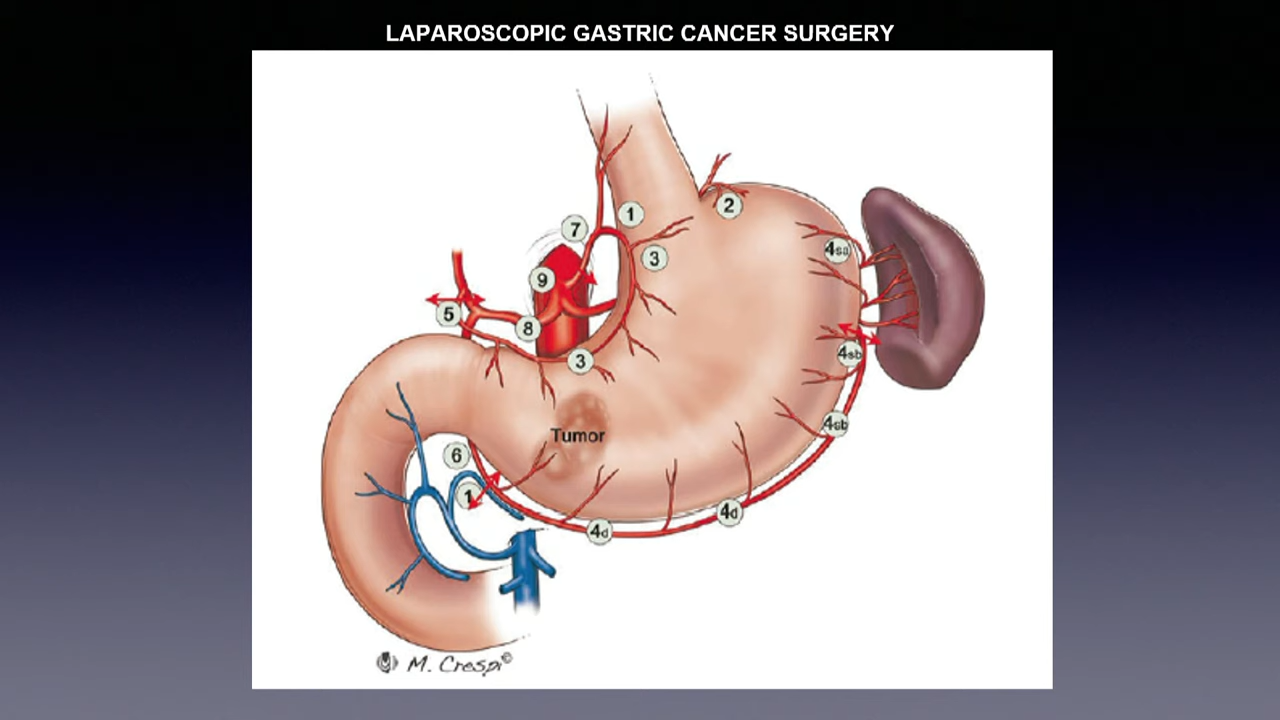 LAPAROSCOPIC GASTRIC CANCER SURGERY
1
2
7
3
4sa
9
5
8
4sb
3
4sb
Tumor
6
1
4d
4d
M. Crespi©